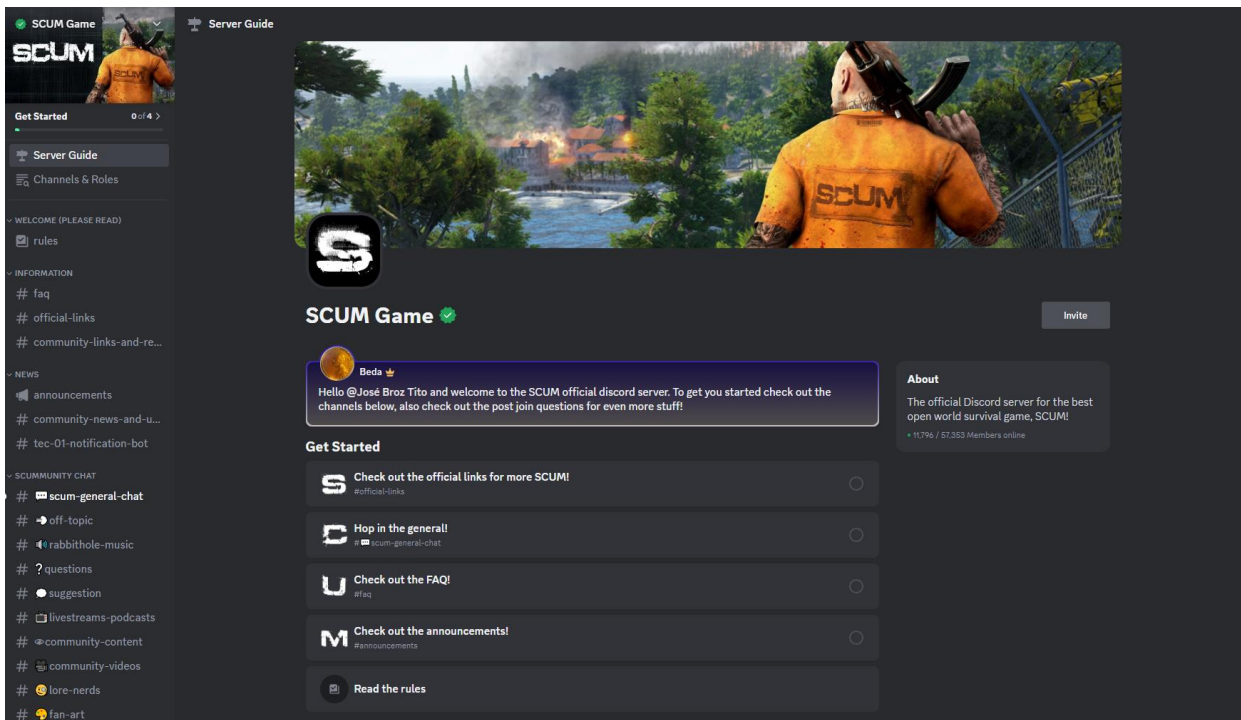 SCUM Game
SCUM
SCUM
Get Started
0 of 4 >
Server Guide
Channels & Roles
WELCOME (PLEASE READ)
rules
INFORMATION
# faq
# official-links
# community-links-and-re...
NEWS
announcements
# community-news-and-u...
# tec-01-notification-bot
SCUMMUNITY CHAT
# scum-general-chat
# off-topic
# rabbithole-music
# ? questions
# suggestion
# livestreams-podcasts
# community-content
# community-videos
# lore-nerds
# fan-art
Server Guide
SCUM
S
SCUM Game
Invite
Beda
Hello @José Broz Tito and welcome to the SCUM official discord server. To get you started check out the
channels below, also check out the post join questions for even more stuff!
About
The official Discord server for the best
open world survival game, SCUM!
• 11,796 / 57,353 Members online
Get Started
S
Check out the official links for more SCUM!
#official-links
C
Hop in the general!
# scum-general-chat
U
Check out the FAQ!
#faq
M
Check out the announcements!
#announcements
Read the rules